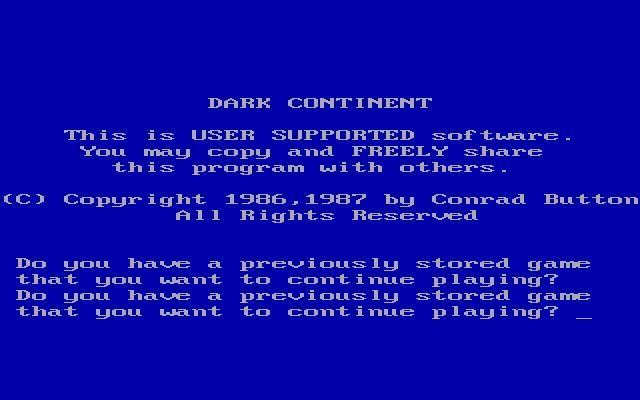 DARK CONTINENT
This is USER SUPPORTED software.
You may copy and FREELY share
this program with others.
(C) Copyright 1986,1987 by Conrad Button
All Rights Reserved
Do you have a previously stored game
that you want to continue playing?
Do you have a previously stored game
that you want to continue playing? _